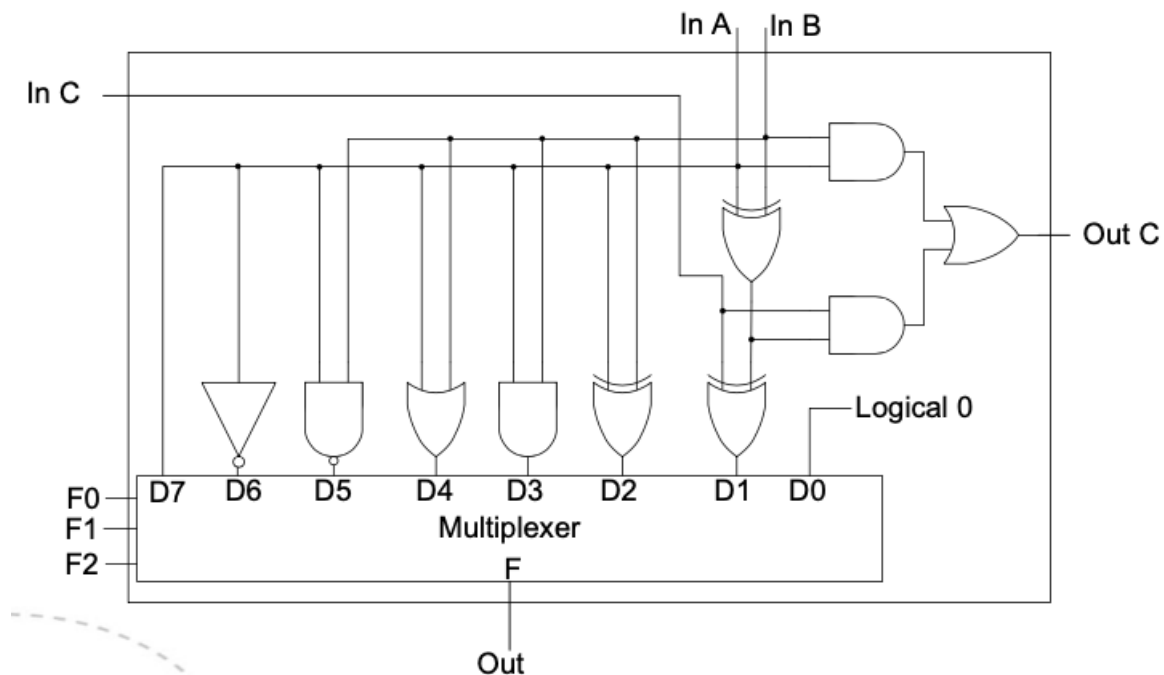 In A In B
In C
Out C
Logical 0
D7 D6 D5 D4 D3 D2 D1 D0
F0
Multiplexer
F1
F2
F
Out